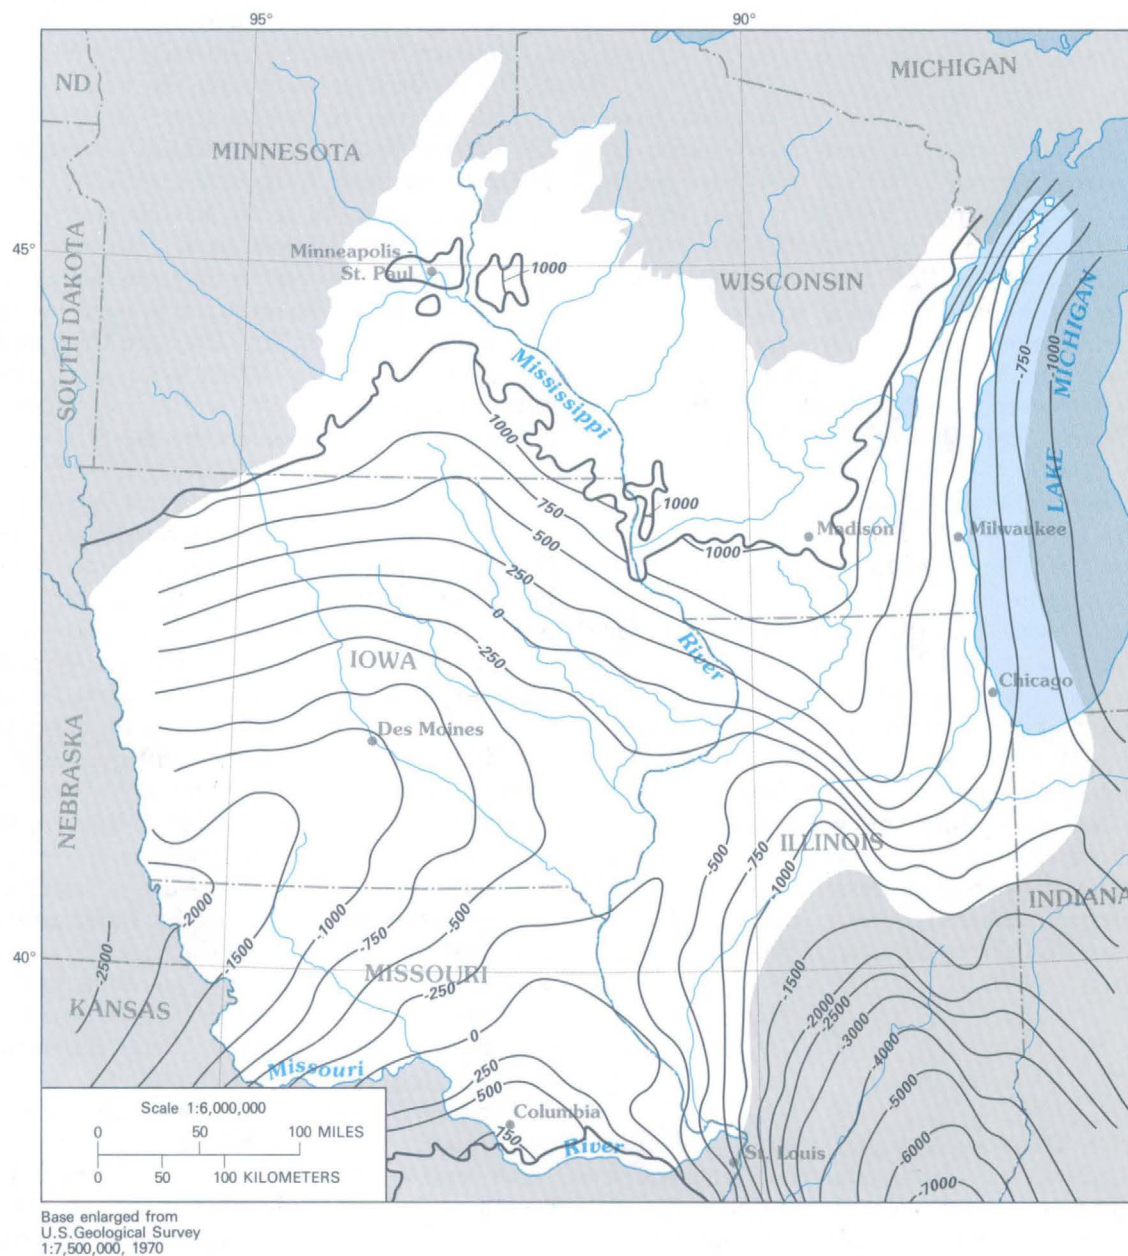 95°
90°
ND
MICHIGAN
MINNESOTA
45°
Minneapolis -
St. Paul
1000
WISCONSIN
SOUTH DAKOTA
LAKE MICHIGAN
-750
-1000
Mississippi
1000
750
1000
500
1000
Madison
Milwaukee
250
0
-250
River
IOWA
Chicago
Des Moines
NEBRASKA
ILLINOIS
-500
-750
-1000
INDIANA
-2000
-1000
-500
-750
-1500
-2500
40°
MISSOURI
-250
-1500
KANSAS
-2000
-2500
-3000
0
-4000
Missouri
250
500
-5000
Columbia
750
River
St. Louis
-6000
-7000
Scale 1:6,000,000
0 50 100 MILES
0 50 100 KILOMETERS
Base enlarged from
U.S.Geological Survey
1:7,500,000, 1970